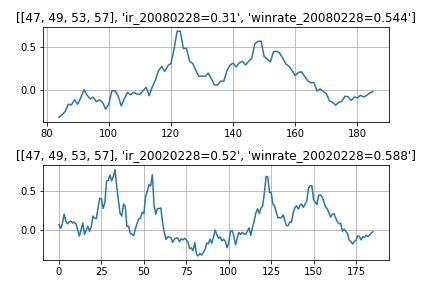 [[47, 49, 53, 57], 'ir_20080228=0.31', 'winrate_20080228=0.544']
0.5
0.0
80 100 120 140 160 180
[[47, 49, 53, 57], 'ir_20020228=0.52', 'winrate_20020228=0.588']
0.5
0.0
0 25 50 75 100 125 150 175